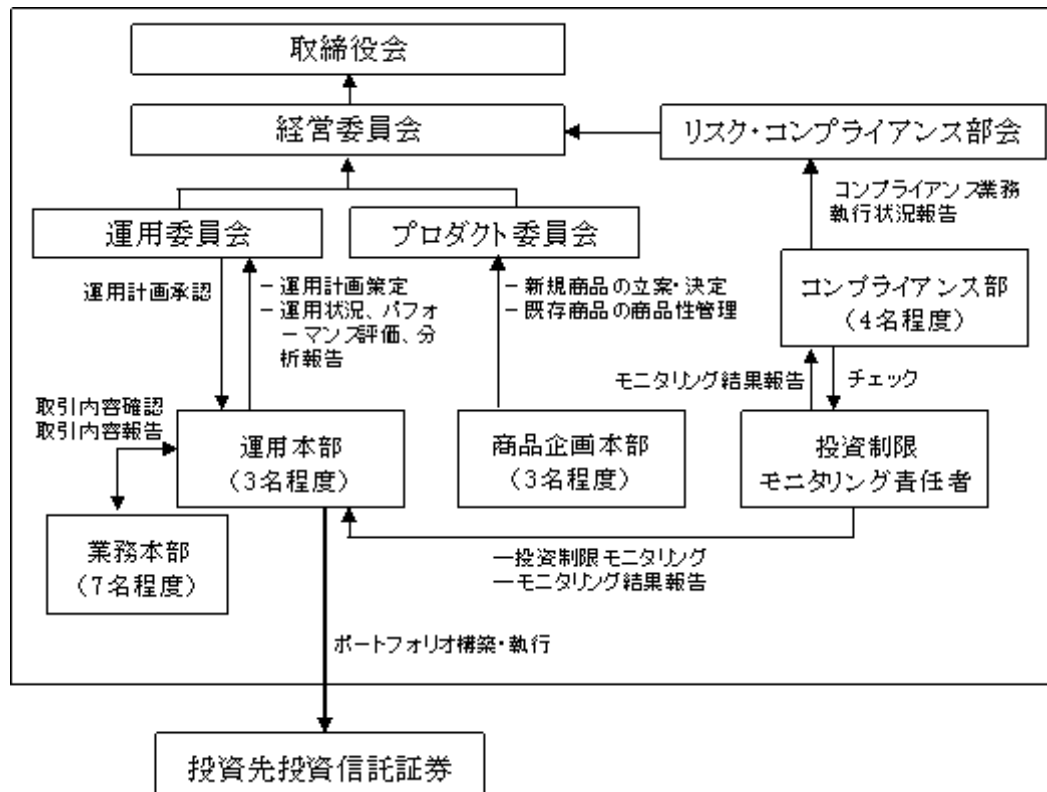 取締役会
経営委員会
リスク・コンプライアンス部会
コンプライアンス業務
執行状況報告
運用委員会
プロダクト委員会
運用計画承認
－運用計画策定
－運用状況、パフォ
ーマンス評価、分
析報告
－新規商品の立案・決定
－既存商品の商品性管理
コンプライアンス部
（4名程度）
モニタリング結果報告
チェック
取引内容確認
取引内容報告
運用本部
（3名程度）
商品企画本部
（3名程度）
投資制限
モニタリング責任者
業務本部
（7名程度）
―投資制限モニタリング
―モニタリング結果報告
ポートフォリオ構築・執行
投資先投資信託証券